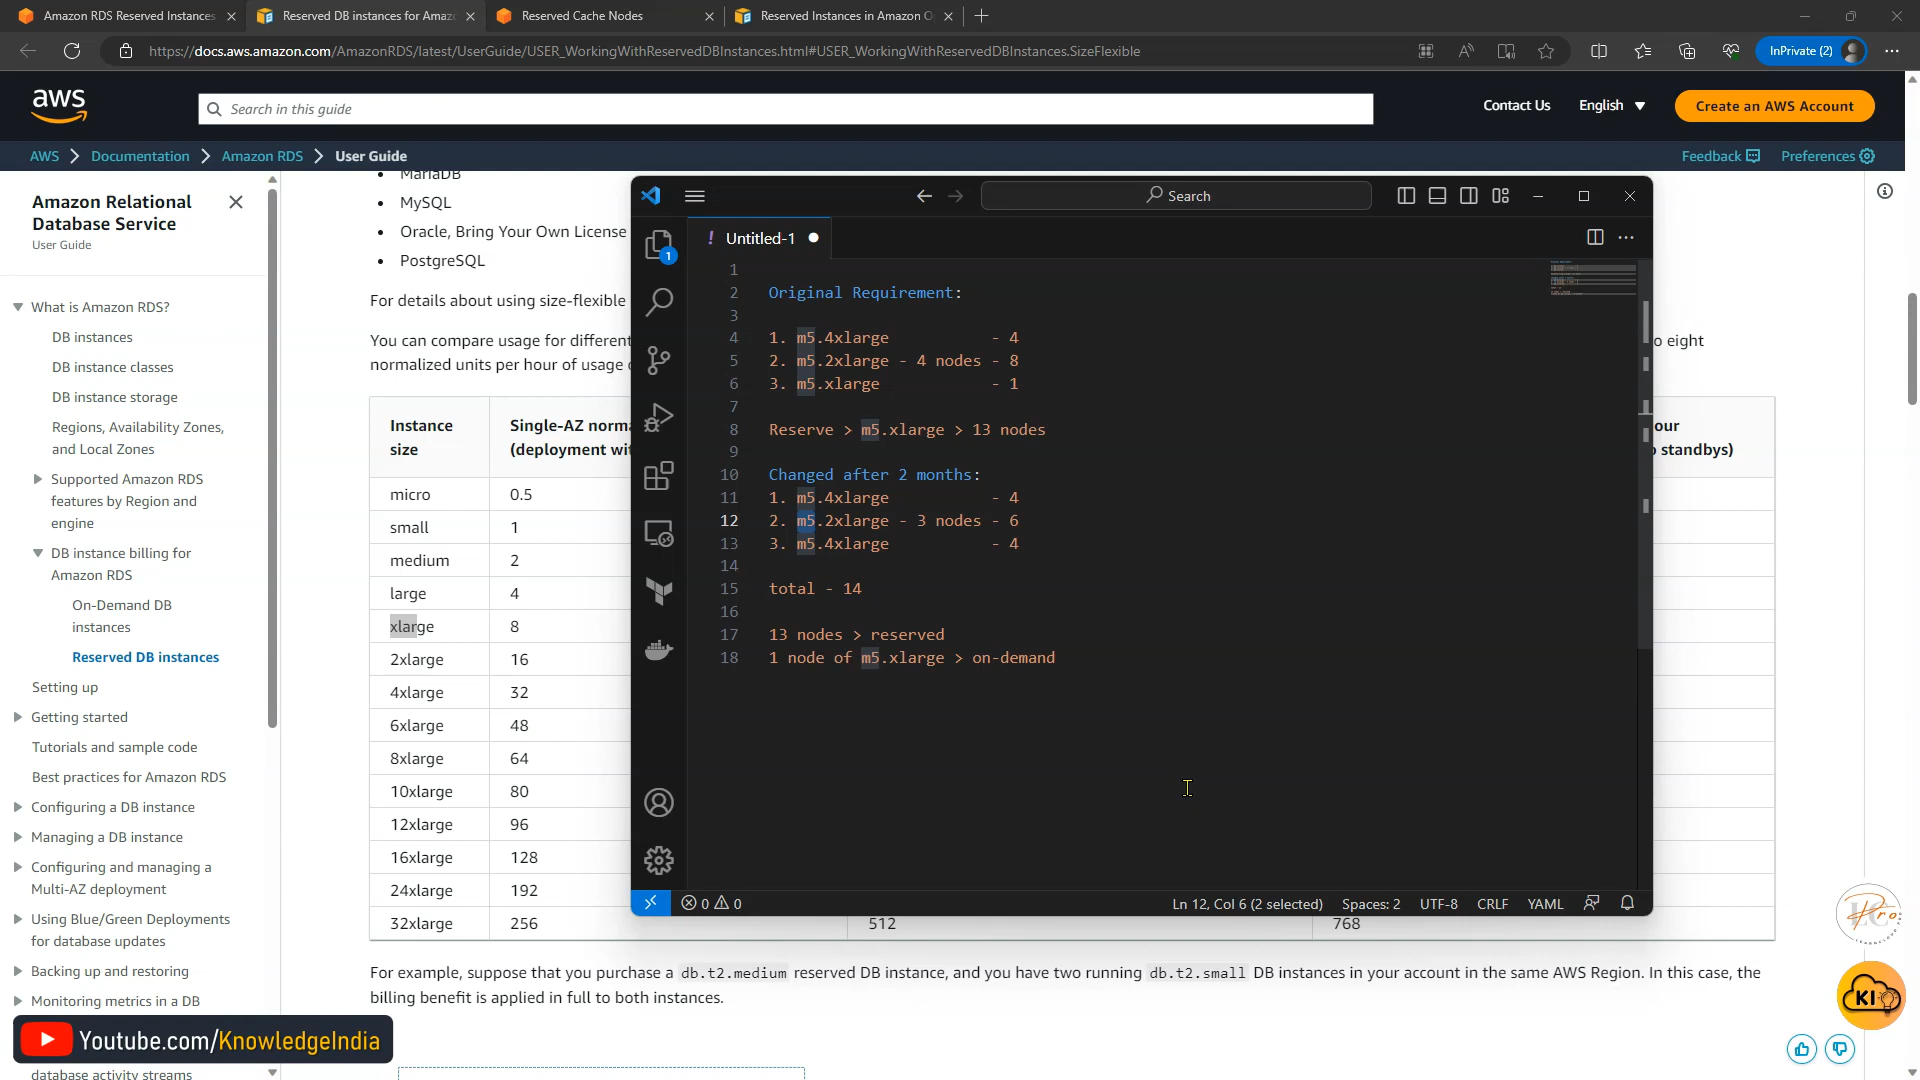 Amazon RDS Reserved Instances
Reserved DB instances for Amaz
Reserved Cache Nodes
Reserved Instances in Amazon O
https://docs.aws.amazon.com/AmazonRDS/latest/UserGuide/USER_WorkingWithReservedDBInstances.html#USER_WorkingWithReservedDBInstances.SizeFlexible
InPrivate (2)
aws
Search in this guide
Contact Us
English
Create an AWS Account
AWS
Documentation
Amazon RDS
User Guide
Feedback
Preferences
Amazon Relational
Database Service
User Guide
What is Amazon RDS?
DB instances
DB instance classes
DB instance storage
Regions, Availability Zones,
and Local Zones
Supported Amazon RDS
features by Region and
engine
DB instance billing for
Amazon RDS
On-Demand DB
instances
Reserved DB instances
Setting up
Getting started
Tutorials and sample code
Best practices for Amazon RDS
Configuring a DB instance
Managing a DB instance
Configuring and managing a
Multi-AZ deployment
Using Blue/Green Deployments
for database updates
Backing up and restoring
Monitoring metrics in a DB
database activity streams
Youtube.com/KnowledgeIndia
MariaDB
MySQL
Oracle, Bring Your Own License
PostgreSQL
For details about using size-flexible
You can compare usage for different
o eight
normalized units per hour of usage
Instance
size
Single-AZ norma
(deployment wi
our
standbys)
micro 0.5
small 1
medium 2
large 4
xlarge 8
2xlarge 16
4xlarge 32
6xlarge 48
8xlarge 64
10xlarge 80
12xlarge 96
16xlarge 128
24xlarge 192
32xlarge 256 512 768
For example, suppose that you purchase a db.t2.medium reserved DB instance, and you have two running db.t2.small DB instances in your account in the same AWS Region. In this case, the
billing benefit is applied in full to both instances.
Search
1
! Untitled-1
1
2 Original Requirement:
3
4 1. m5.4xlarge - 4
5 2. m5.2xlarge - 4 nodes - 8
6 3. m5.xlarge - 1
7
8 Reserve > m5.xlarge > 13 nodes
9
10 Changed after 2 months:
11 1. m5.4xlarge - 4
12 2. m5.2xlarge - 3 nodes - 6
13 3. m5.4xlarge - 4
14
15 total - 14
16
17 13 nodes > reserved
18 1 node of m5.xlarge > on-demand
0 0
Ln 12, Col 6 (2 selected)
Spaces: 2
UTF-8
CRLF
YAML
Pro
KI